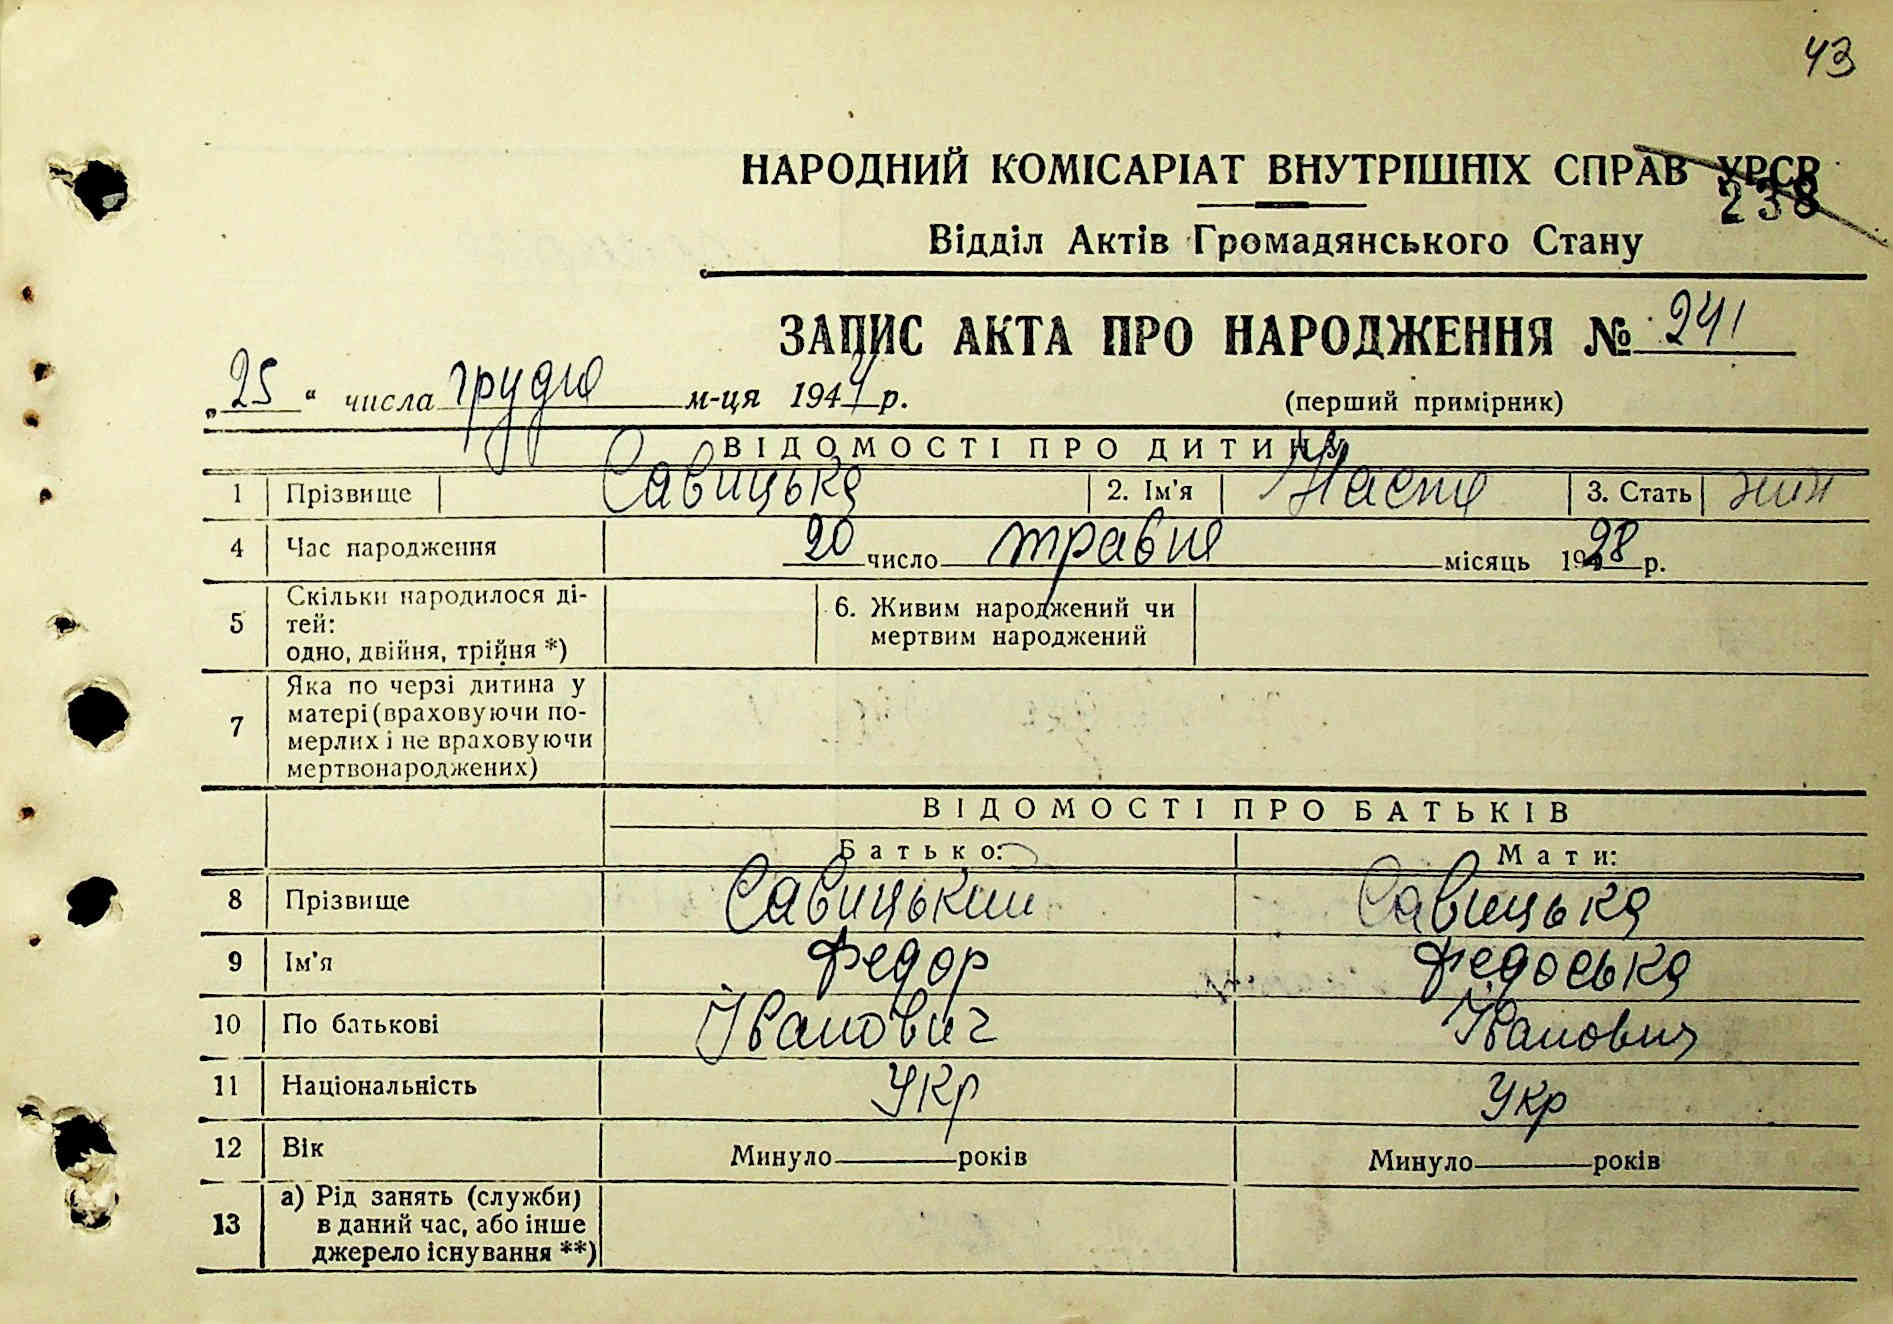 43
НАРОДНИЙ КОМІСАРІАТ ВНУТРІШНІХ СПРАВ УРСР
238
Відділ Актів Громадянського Стану
ЗАПИС АКТА ПРО НАРОДЖЕННЯ № 241
„25“ числа грудня м-ця 1944 р. (перший примірник)
ВІДОМОСТІ ПРО ДИТИНУ
1 Прізвище Савицька 2. Ім'я Настя 3. Стать жін
4 Час народження 20 число травня місяць 1928 р.
5 Скільки народилося ді-
тей:
одно, двійня, трійня *)
6. Живим народжений чи
мертвим народжений
7 Яка по черзі дитина у
матері (враховуючи по-
мерлих і не враховуючи
мертвонароджених)
ВІДОМОСТІ ПРО БАТЬКІВ
Батько: Мати:
8 Прізвище Савицький Савицька
9 Ім'я Федор Федоська
10 По батькові Іванович Іванович
11 Національність Укр Укр
12 Вік Минуло років Минуло років
13 а) Рід занять (служби)
в даний час, або інше
джерело існування **)